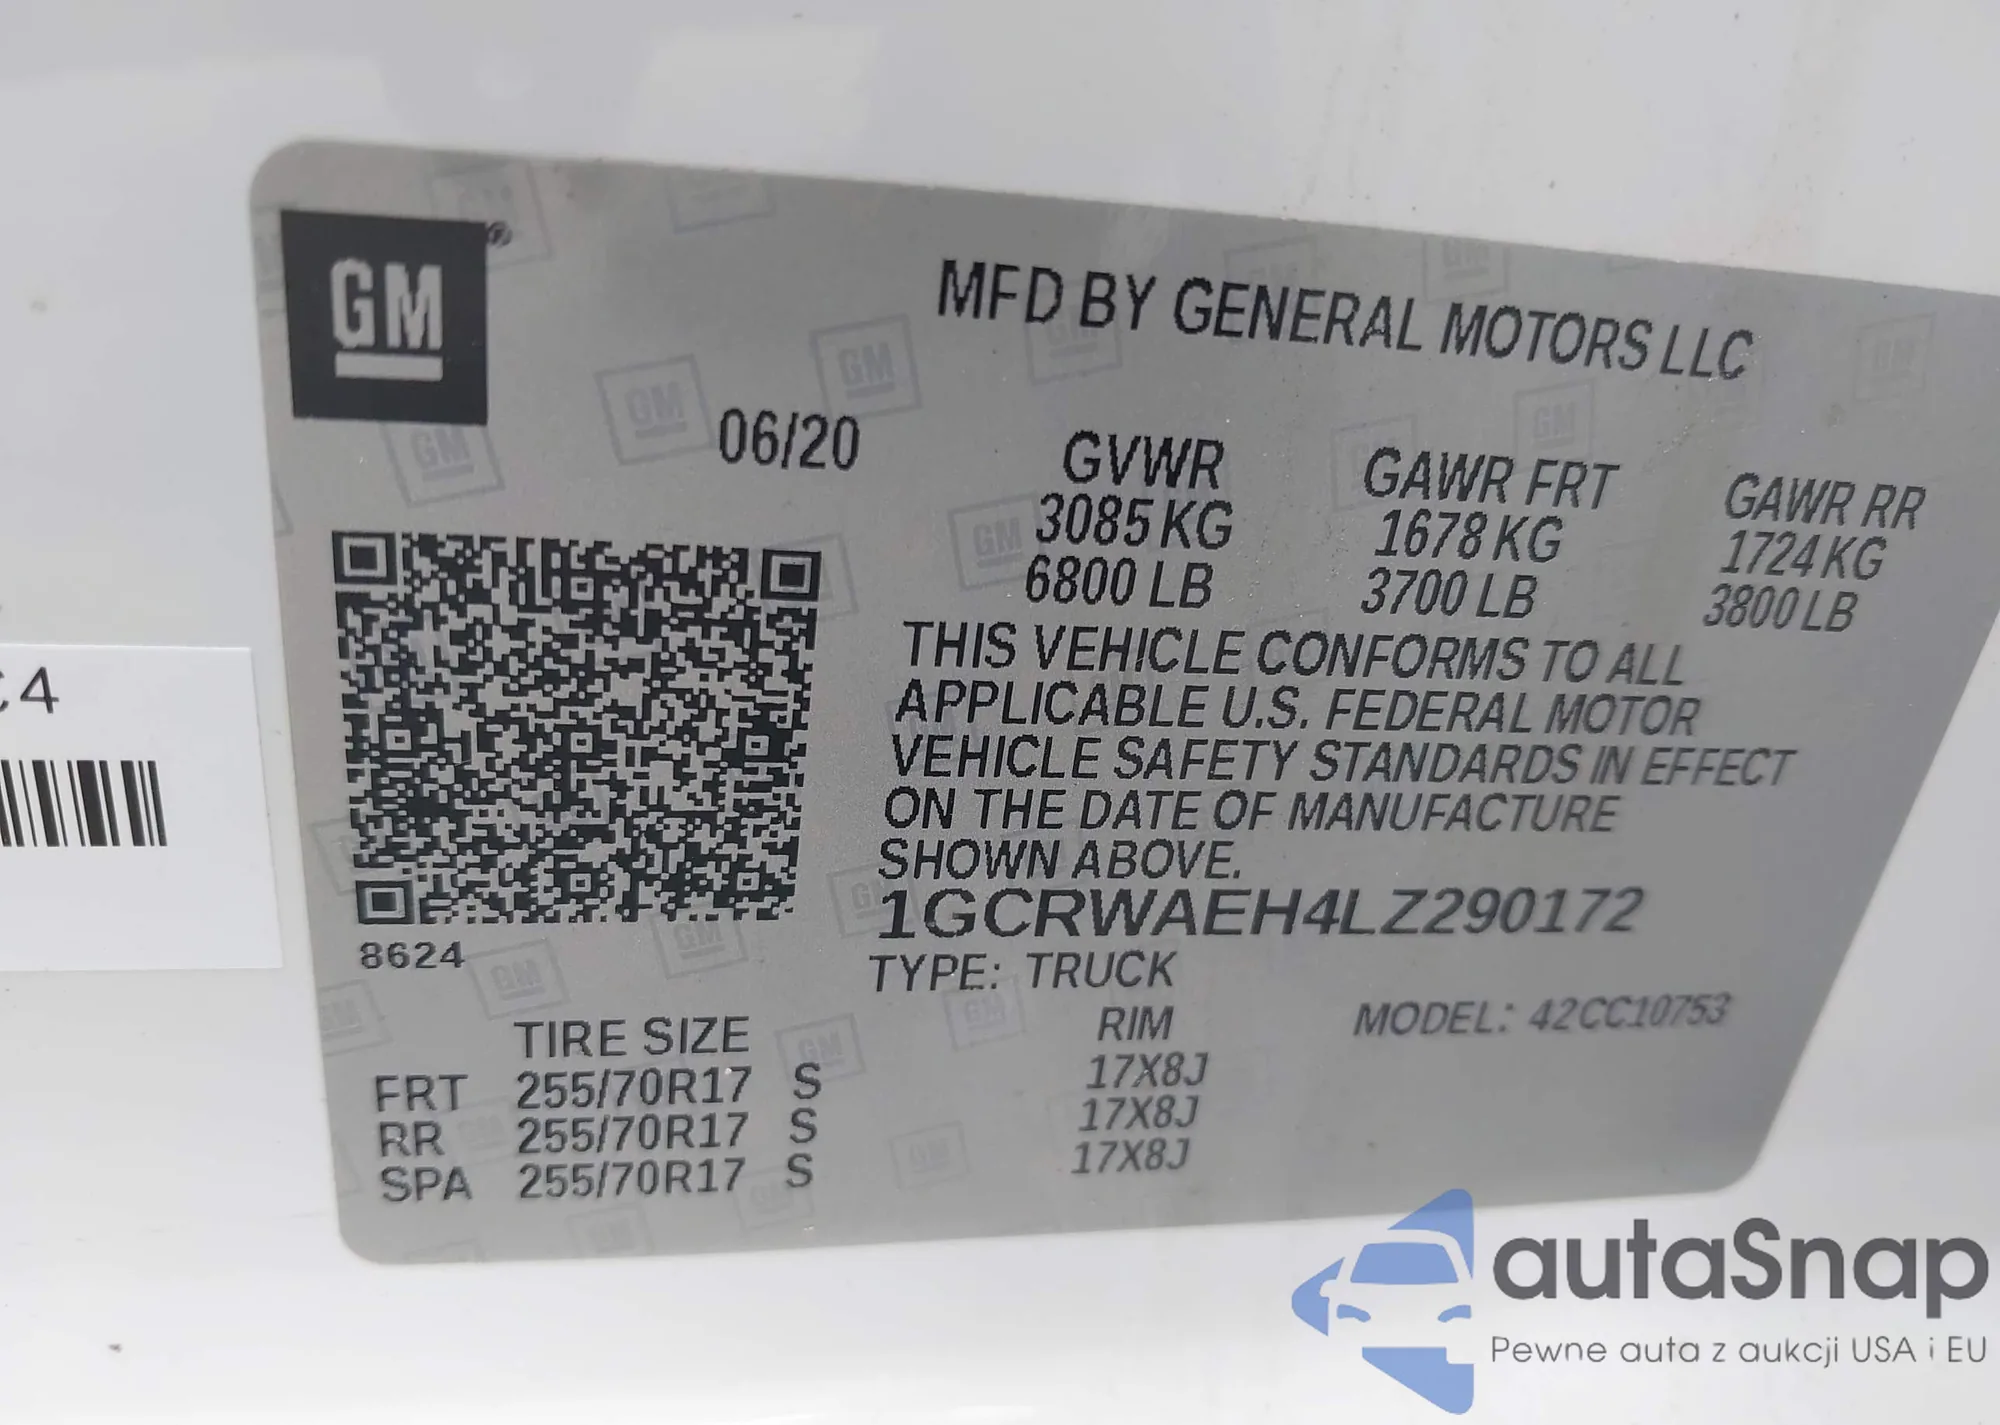 GM
MFD BY GENERAL MOTORS LLC
06/20
GVWR GAWR FRT GAWR RR
3085 KG 1678 KG 1724 KG
6800 LB 3700 LB 3800 LB
THIS VEHICLE CONFORMS TO ALL
APPLICABLE U.S. FEDERAL MOTOR
VEHICLE SAFETY STANDARDS IN EFFECT
ON THE DATE OF MANUFACTURE
SHOWN ABOVE.
1GCRWAEH4LZ290172
8624
TYPE: TRUCK
MODEL: 42CC10753
TIRE SIZE RIM
FRT 255/70R17 S 17X8J
RR 255/70R17 S 17X8J
SPA 255/70R17 S 17X8J
autaSnap
Pewne auta z aukcji USA i EU